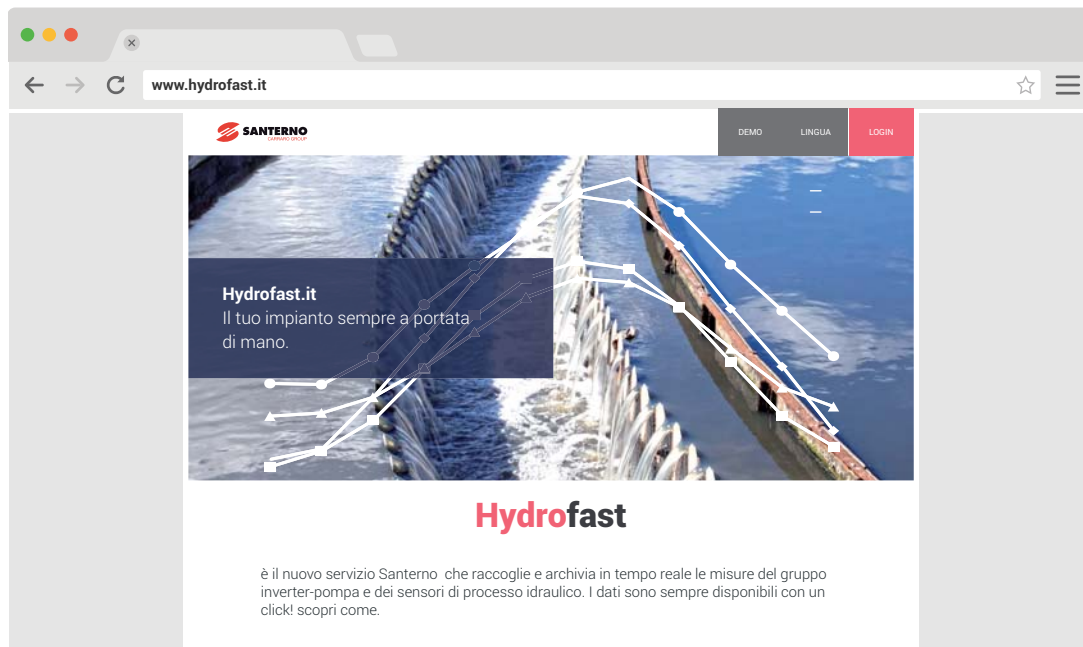 www.hydrofast.it
SANTERNO
CARRARO GROUP
DEMO LINGUA LOGIN
Hydrofast.it
Il tuo impianto sempre a portata
di mano.
Hydrofast
è il nuovo servizio Santerno che raccoglie e archivia in tempo reale le misure del gruppo
inverter-pompa e dei sensori di processo idraulico. I dati sono sempre disponibili con un
click! scopri come.